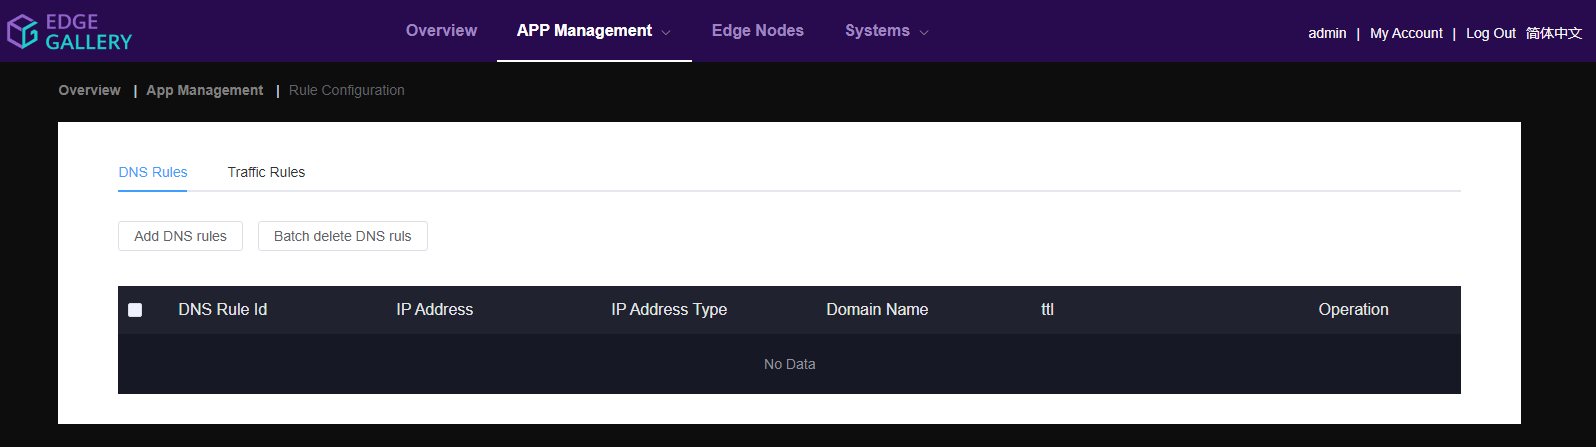 EDGE
GALLERY
Overview APP Management Edge Nodes Systems
admin | My Account | Log Out 简体中文
Overview | App Management | Rule Configuration
DNS Rules Traffic Rules
Add DNS rules Batch delete DNS ruls
DNS Rule Id IP Address IP Address Type Domain Name ttl Operation
No Data